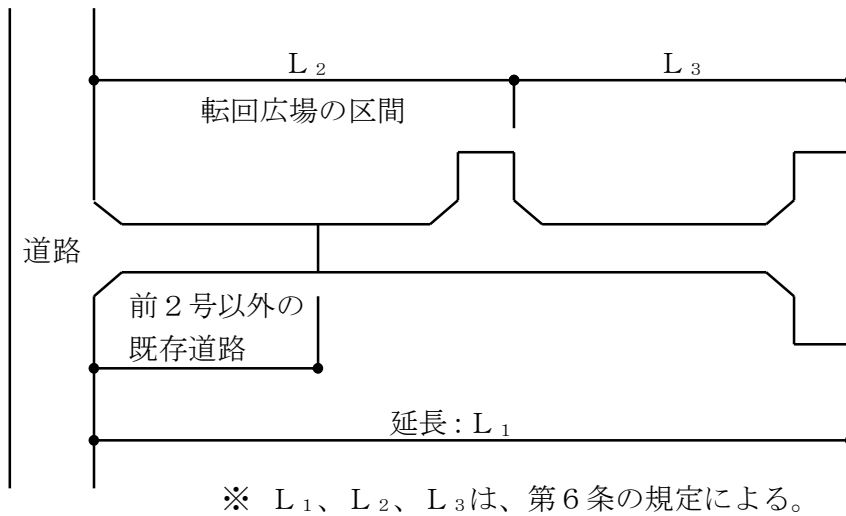 L₂
L₃
転回広場の区間
道路
前２号以外の
既存道路
延長：L₁
※ L₁、L₂、L₃は、第６条の規定による。